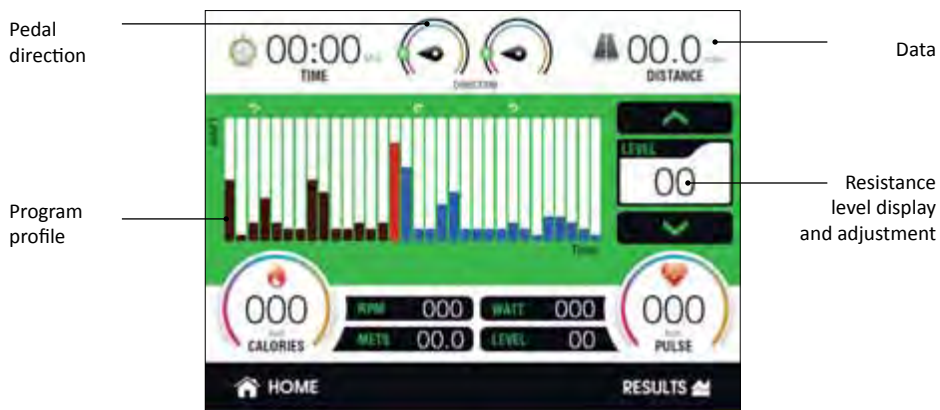 Pedal
direction
00:00
TIME
DIRECTION
00.0
DISTANCE
Data
Level
LEVEL
00
Resistance
level display
and adjustment
Program
profile
Time
000
CALORIES
RPM 000
WATT 000
METS 00.0
LEVEL 00
000
PULSE
HOME
RESULTS